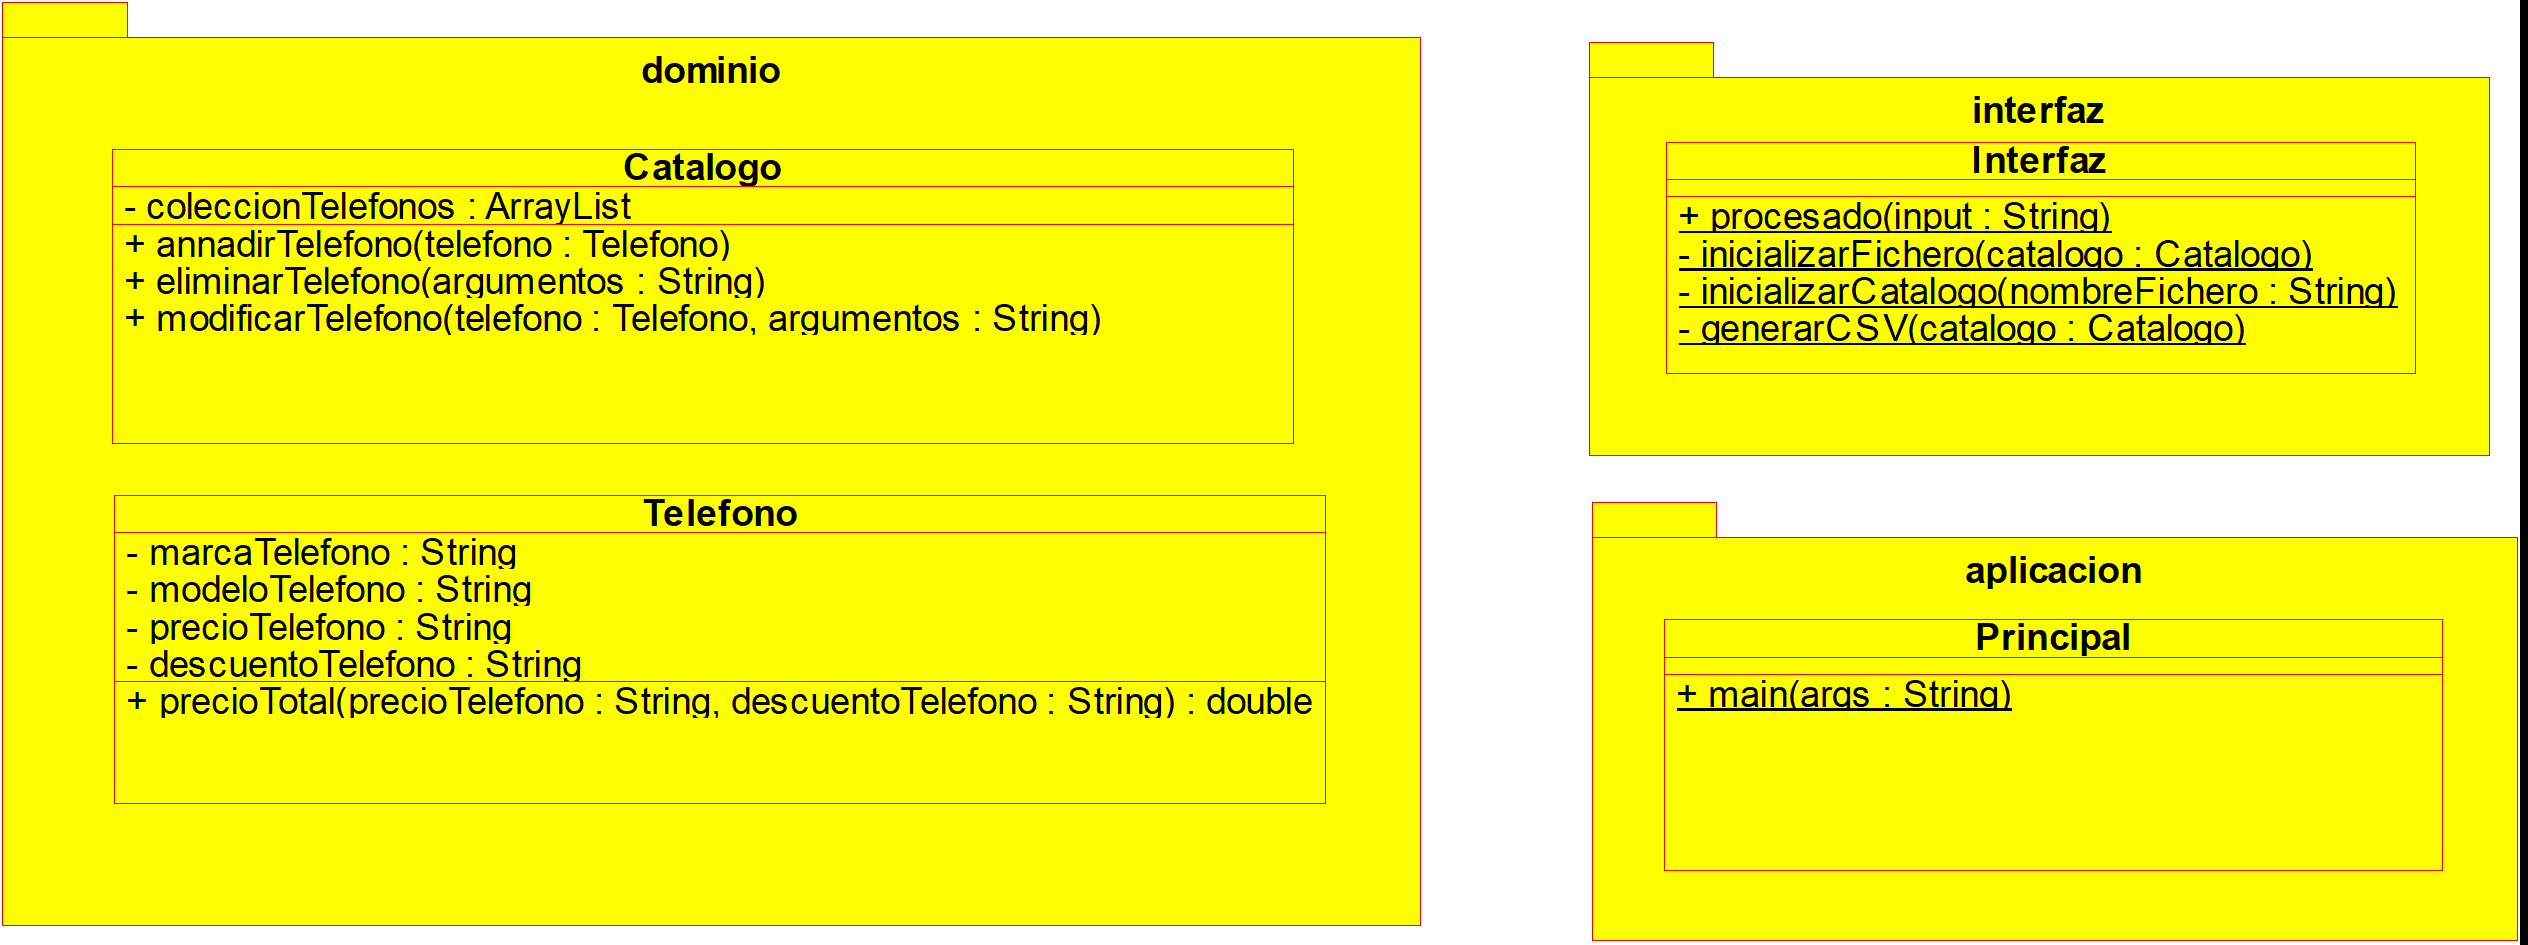 dominio
Catalogo
- coleccionTelefonos : ArrayList
+ annadirTelefono(telefono : Telefono)
+ eliminarTelefono(argumentos : String)
+ modificarTelefono(telefono : Telefono, argumentos : String)
Telefono
- marcaTelefono : String
- modeloTelefono : String
- precioTelefono : String
- descuentoTelefono : String
+ precioTotal(precioTelefono : String, descuentoTelefono : String) : double
interfaz
Interfaz
+ procesado(input : String)
- inicializarFichero(catalogo : Catalogo)
- inicializarCatalogo(nombreFichero : String)
- generarCSV(catalogo : Catalogo)
aplicacion
Principal
+ main(args : String)